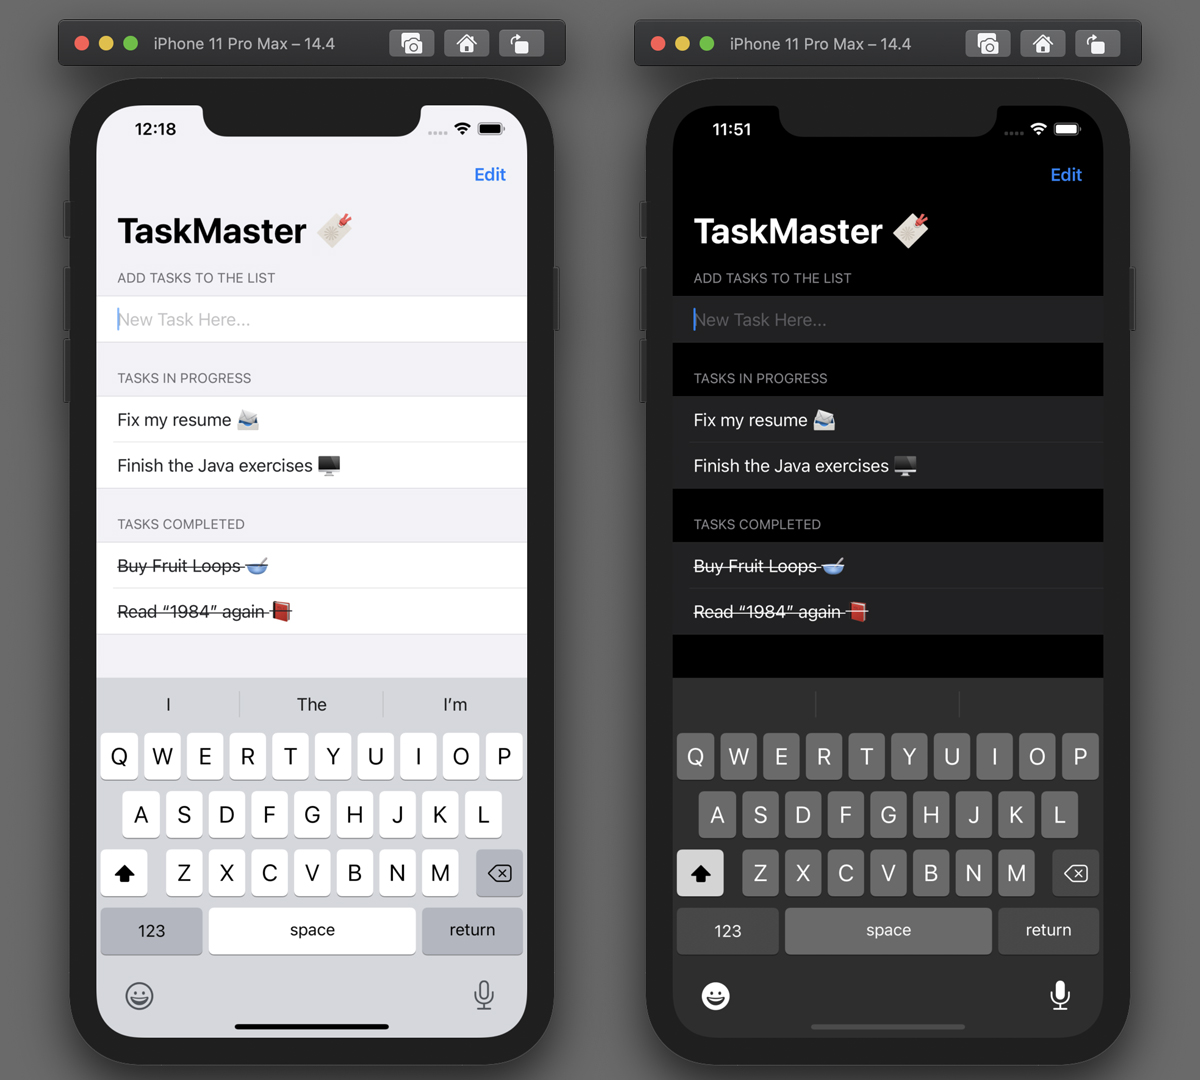 iPhone 11 Pro Max – 14.4
12:18
Edit
TaskMaster
ADD TASKS TO THE LIST
New Task Here...
TASKS IN PROGRESS
Fix my resume
Finish the Java exercises
TASKS COMPLETED
Buy Fruit Loops
Read “1984” again
I The I’m
Q W E R T Y U I O P
A S D F G H J K L
Z X C V B N M
123 space return
iPhone 11 Pro Max – 14.4
11:51
Edit
TaskMaster
ADD TASKS TO THE LIST
New Task Here...
TASKS IN PROGRESS
Fix my resume
Finish the Java exercises
TASKS COMPLETED
Buy Fruit Loops
Read “1984” again
Q W E R T Y U I O P
A S D F G H J K L
Z X C V B N M
123 space return